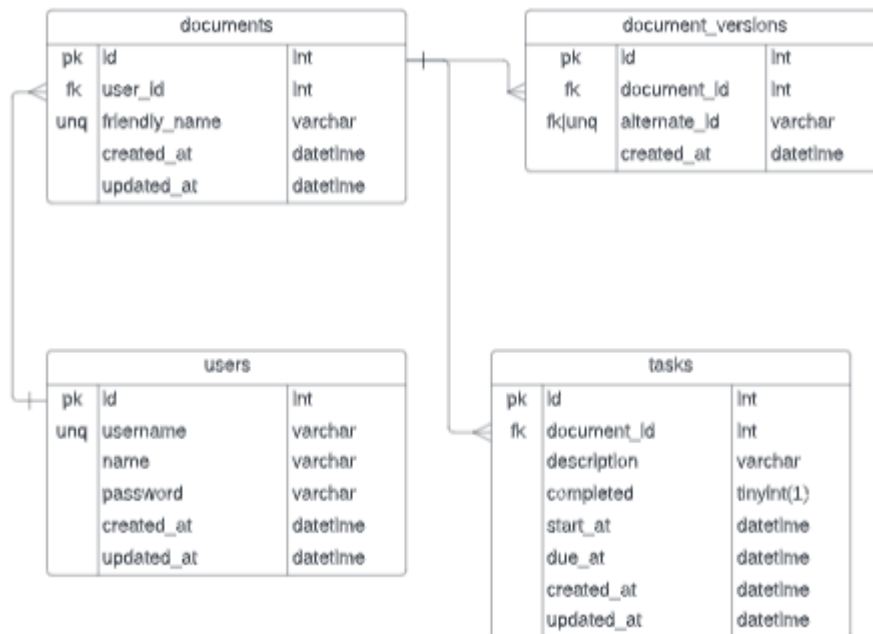 documents
pk id int
fk user_id int
unq friendly_name varchar
created_at datetime
updated_at datetime
document_versions
pk id int
fk document_id int
fk|unq alternate_id varchar
created_at datetime
users
pk id int
unq username varchar
name varchar
password varchar
created_at datetime
updated_at datetime
tasks
pk id int
fk document_id int
description varchar
completed tinyint(1)
start_at datetime
due_at datetime
created_at datetime
updated_at datetime